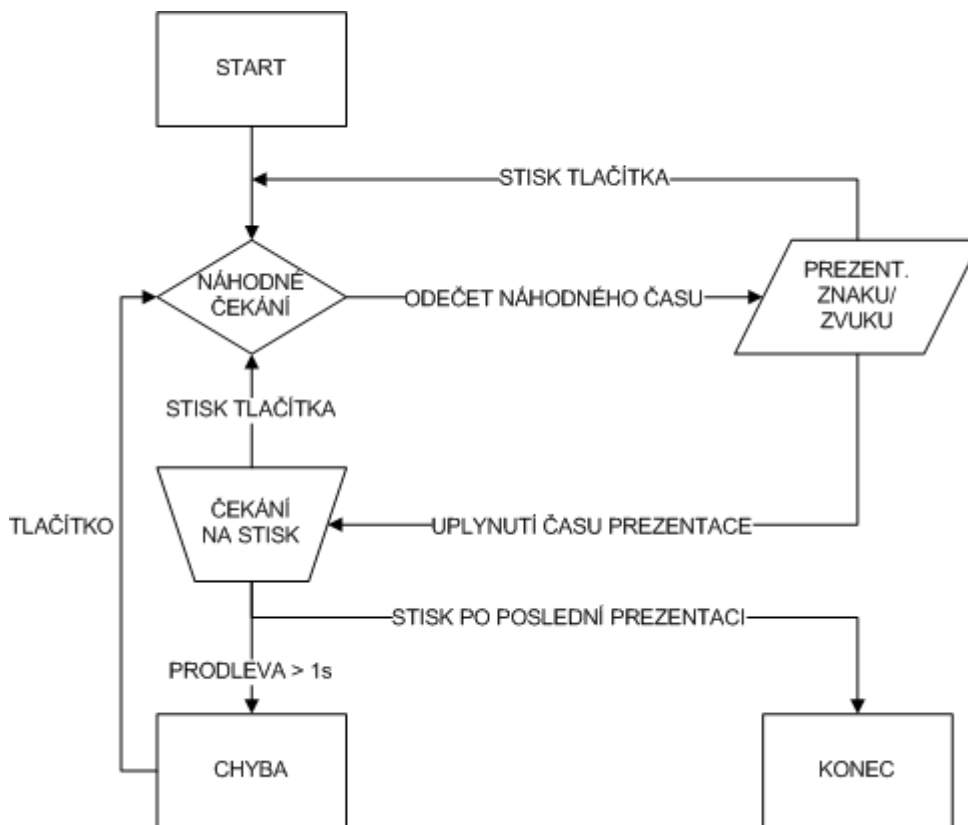 START
STISK TLAČÍTKA
NÁHODNÉ
ČEKÁNÍ
ODEČET NÁHODNÉHO ČASU
PREZENT.
ZNAKU/
ZVUKU
STISK TLAČÍTKA
ČEKÁNÍ
NA STISK
TLAČÍTKO
UPLYNUTÍ ČASU PREZENTACE
STISK PO POSLEDNÍ PREZENTACI
PRODLEVA > 1s
CHYBA
KONEC